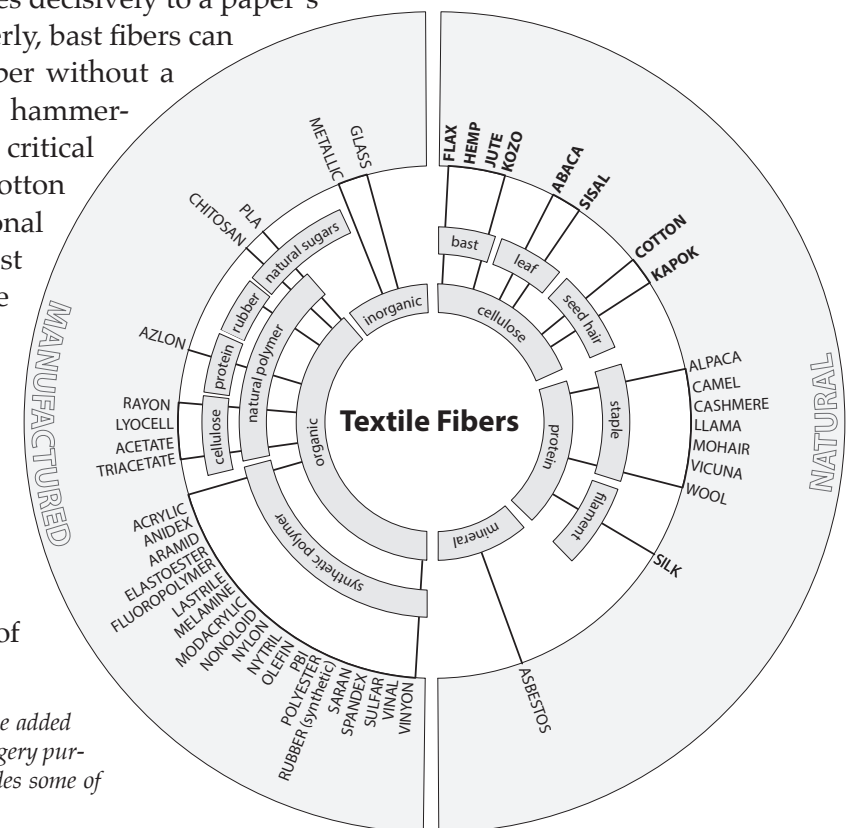 es decisively to a paper's
erly, bast fibers can
ber without a
hammer-
critical
otton
onal
st
e
of
e added
gery pur-
des some of
Textile Fibers
MANUFACTURED
NATURAL
METALLIC
GLASS
PLA
CHITOSAN
AZLON
RAYON
LYOCELL
ACETATE
TRIACETATE
ACRYLIC
ANIDEX
ARAMID
ELASTOESTER
FLUOROPOLYMER
LASTRILE
MELAMINE
MODACRYLIC
NONOLOID
NYLON
NYTRIL
OLEFIN
PBI
POLYESTER
RUBBER (synthetic)
SARAN
SPANDEX
SULFAR
VINAL
VINYON
inorganic
natural sugars
rubber
protein
cellulose
natural polymer
organic
synthetic polymer
FLAX
HEMP
JUTE
KOZO
ABACA
SISAL
COTTON
KAPOK
ALPACA
CAMEL
CASHMERE
LLAMA
MOHAIR
VICUNA
WOOL
SILK
ASBESTOS
bast
leaf
seed hair
cellulose
staple
protein
filament
mineral